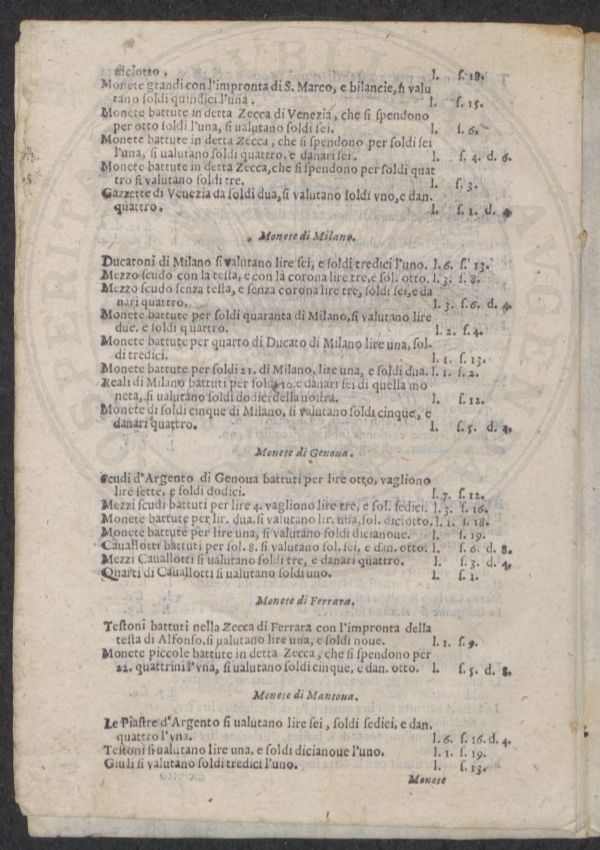 diciotto. l. s. 18.
Monete grandi con l'impronta di S. Marco, e bilancie, si valu
tano soldi quindici l'una. l. s. 15.
Monete battute in detta Zecca di Venezia, che si spendono
per otto soldi l'una, si ualutano soldi sei. l. s. 6.
Monete battute in detta Zecca, che si spendono per soldi sei
l'una, si valutano soldi quattro, e danari sei. l. s. 4. d. 6.
Monete battute in detta Zecca, che si spendono per soldi quat
tro si valutano soldi tre. l. s. 3.
Gazzette di Venezia da soldi dua, si valutano soldi vno, e dan.
quattro. l. s. 1. d. 4.
Monete di Milano.
Ducatoni di Milano si valutano lire sei, e soldi tredici l'uno. l. 6. s. 13.
Mezzo scudo con la testa, e con la corona lire tre, e sol. otto. l. 3. s. 8.
Mezzo scudo senza testa, e senza corona lire tre, soldi sei, e da
nari quattro. l. 3. s. 6. d. 4.
Monete battute per soldi quaranta di Milano, si valutano lire
due. e soldi quattro. l. 2. s. 4.
Monete battute per quarto di Ducato di Milano lire una, sol-
di tredici. l. 1. s. 13.
Monete battute per soldi 21. di Milano, lire una, e soldi dua. l. 1. s. 2.
Reali di Milano battuti per soldi 10. e danari sei di quella mo
neta, si ualutano soldi dodici della nostra. l. s. 12.
Monete di soldi cinque di Milano, si valutano soldi cinque, e
danari quattro. l. s. 5. d. 4.
Monete di Genoua.
Scudi d'Argento di Genoua battuti per lire otto, vagliono
lire sette, e soldi dodici. l. 7. s. 12.
Mezzi scudi battuti per lire 4. vagliono lire tre, e sol. sedici. l. 3. s. 16.
Monete battute per lir. dua, si valutano lir. una, sol. diciotto. l. 1. s. 18.
Monete battute per lire una, si valutano soldi dicianoue. l. s. 19.
Cauallotti battuti per sol. 8. si valutano sol. sei, e dan. otto. l. s. 6. d. 8.
Mezzi Cauallotti si ualutano soldi tre, e danari quattro. l. s. 3. d. 4.
Quarti di Cauallotti si ualutano soldi uno. l. s. 1.
Monete di Ferrara.
Testoni battuti nella Zecca di Ferrara con l'impronta della
testa di Alfonso, si ualutano lire una, e soldi noue. l. 1. s. 9.
Monete piccole battute in detta Zecca, che si spendono per
22. quattrini l'vna, si valutano soldi cinque, e dan. otto. l. s. 5. d. 8.
Monete di Mantoua.
Le Piastre d'Argento si valutano lire sei, soldi sedici, e dan.
quattro l'vna. l. 6. s. 16. d. 4.
Testoni si ualutano lire una, e soldi dicianoue l'uno. l. 1. s. 19.
Giuli si valutano soldi tredici l'uno. l. s. 13.
Monete